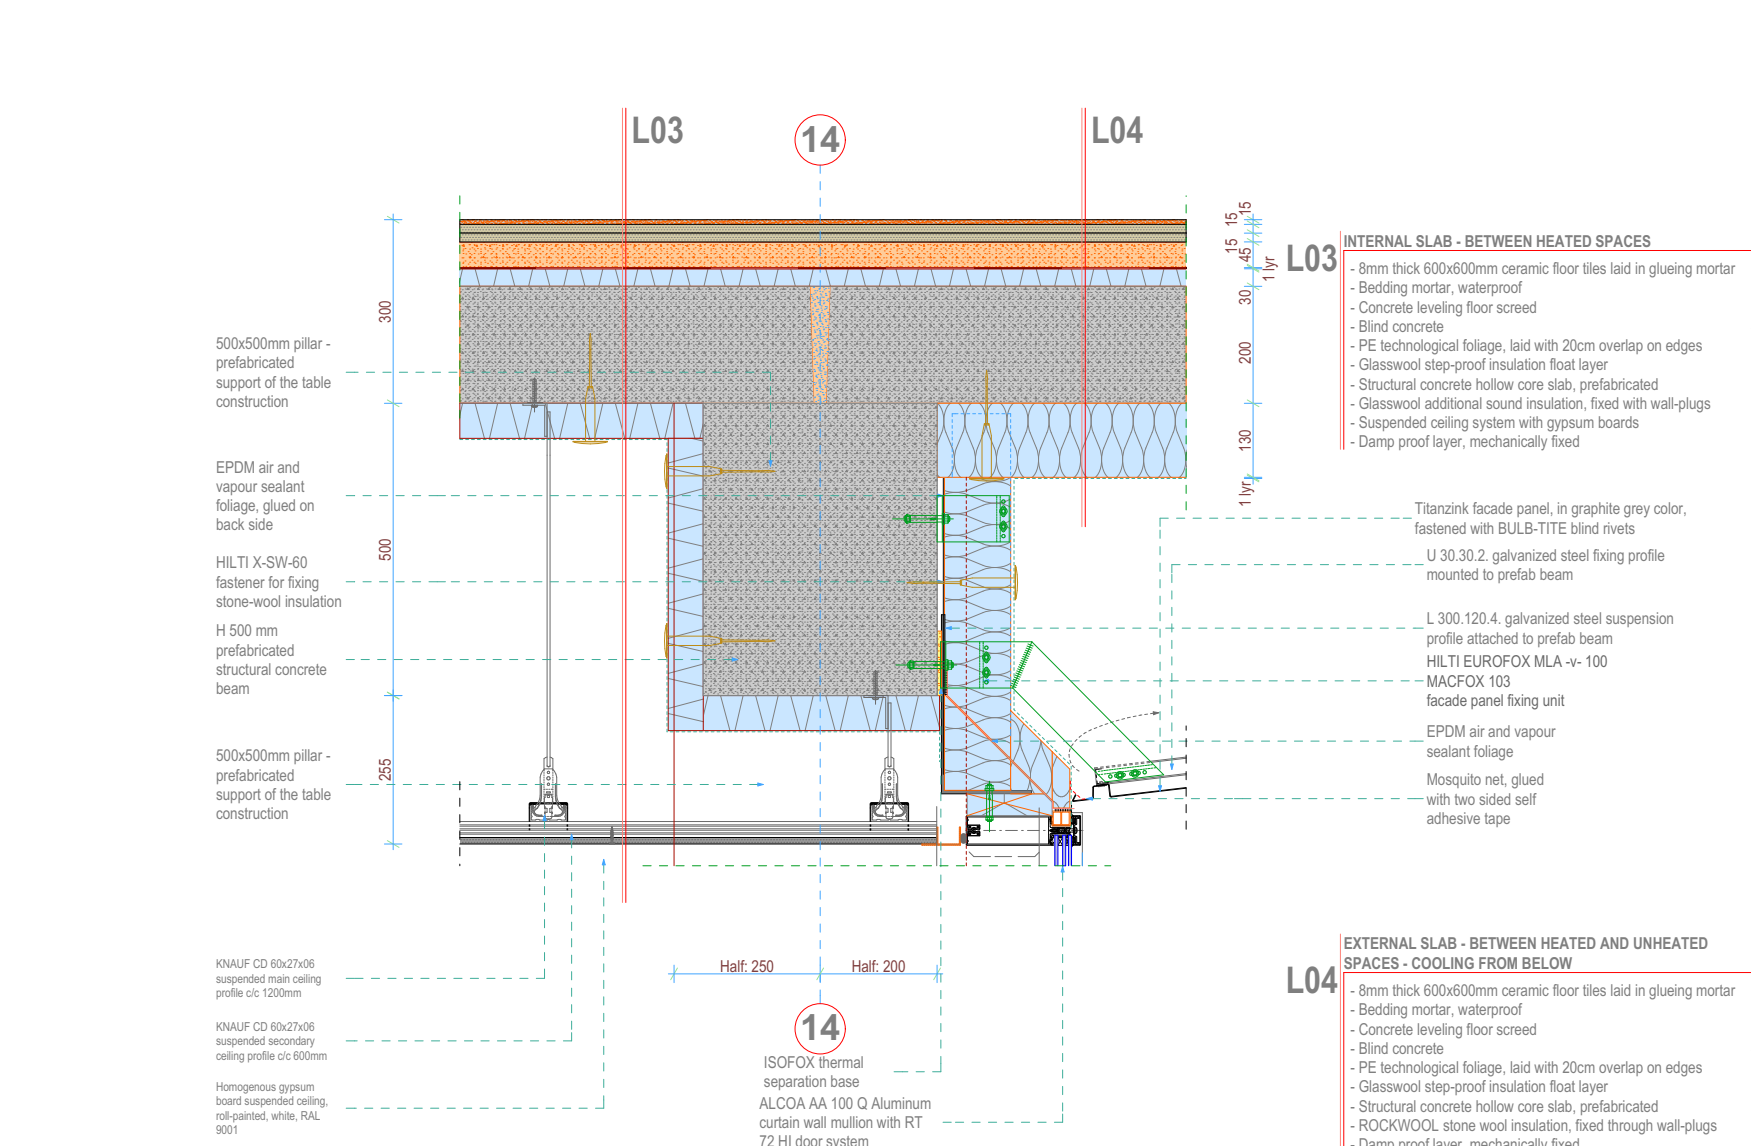 L03
14
L04
15
15
15
45
1 lyr
30
200
130
1 lyr
300
500
255
500x500mm pillar -
prefabricated
support of the table
construction
EPDM air and
vapour sealant
foliage, glued on
back side
HILTI X-SW-60
fastener for fixing
stone-wool insulation
H 500 mm
prefabricated
structural concrete
beam
500x500mm pillar -
prefabricated
support of the table
construction
KNAUF CD 60x27x06
suspended main ceiling
profile c/c 1200mm
KNAUF CD 60x27x06
suspended secondary
ceiling profile c/c 600mm
Homogenous gypsum
board suspended ceiling,
roll-painted, white, RAL
9001
Half: 250
Half: 200
14
ISOFOX thermal
separation base
ALCOA AA 100 Q Aluminum
curtain wall mullion with RT
72 HI door system
L03
INTERNAL SLAB - BETWEEN HEATED SPACES
- 8mm thick 600x600mm ceramic floor tiles laid in glueing mortar
- Bedding mortar, waterproof
- Concrete leveling floor screed
- Blind concrete
- PE technological foliage, laid with 20cm overlap on edges
- Glasswool step-proof insulation float layer
- Structural concrete hollow core slab, prefabricated
- Glasswool additional sound insulation, fixed with wall-plugs
- Suspended ceiling system with gypsum boards
- Damp proof layer, mechanically fixed
Titanzink facade panel, in graphite grey color,
fastened with BULB-TITE blind rivets
U 30.30.2. galvanized steel fixing profile
mounted to prefab beam
L 300.120.4. galvanized steel suspension
profile attached to prefab beam
HILTI EUROFOX MLA -v- 100
MACFOX 103
facade panel fixing unit
EPDM air and vapour
sealant foliage
Mosquito net, glued
with two sided self
adhesive tape
L04
EXTERNAL SLAB - BETWEEN HEATED AND UNHEATED
SPACES - COOLING FROM BELOW
- 8mm thick 600x600mm ceramic floor tiles laid in glueing mortar
- Bedding mortar, waterproof
- Concrete leveling floor screed
- Blind concrete
- PE technological foliage, laid with 20cm overlap on edges
- Glasswool step-proof insulation float layer
- Structural concrete hollow core slab, prefabricated
- ROCKWOOL stone wool insulation, fixed through wall-plugs
- Damp proof layer, mechanically fixed